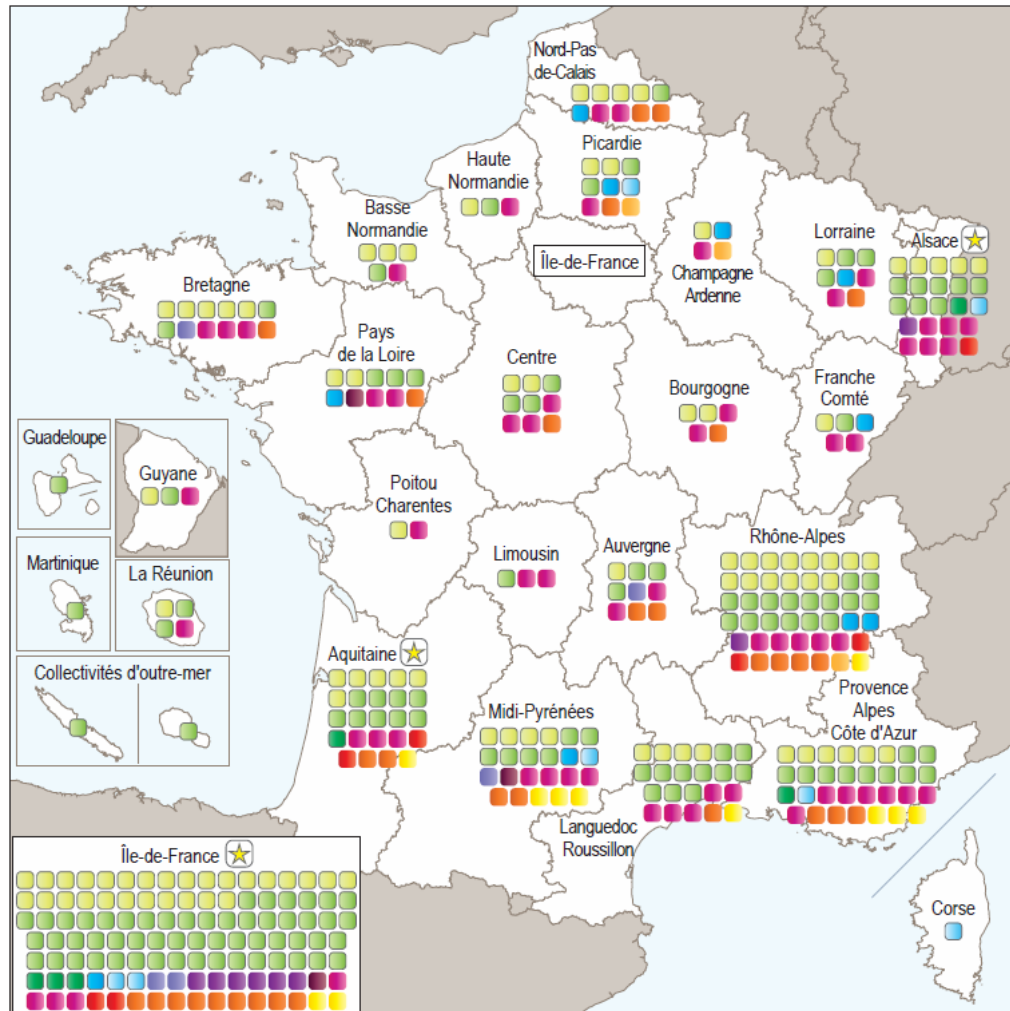 Nord-Pas
de-Calais
Picardie
Haute
Normandie
Basse
Normandie
Île-de-France
Champagne
Ardenne
Lorraine
Alsace
Bretagne
Pays
de la Loire
Centre
Bourgogne
Franche
Comté
Guadeloupe
Guyane
Poitou
Charentes
Limousin
Auvergne
Rhône-Alpes
Martinique
La Réunion
Aquitaine
Collectivités d'outre-mer
Midi-Pyrénées
Provence
Alpes
Côte d'Azur
Languedoc
Roussillon
Île-de-France
Corse